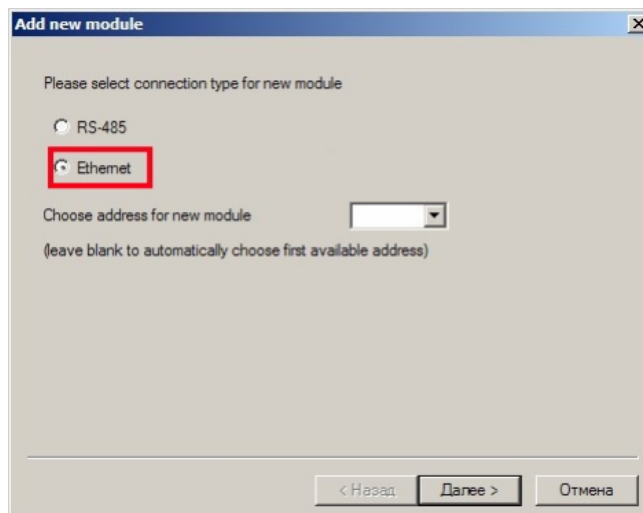 Add new module
Please select connection type for new module
RS-485
Ethernet
Choose address for new module
(leave blank to automatically choose first available address)
< Назад
Далее >
Отмена